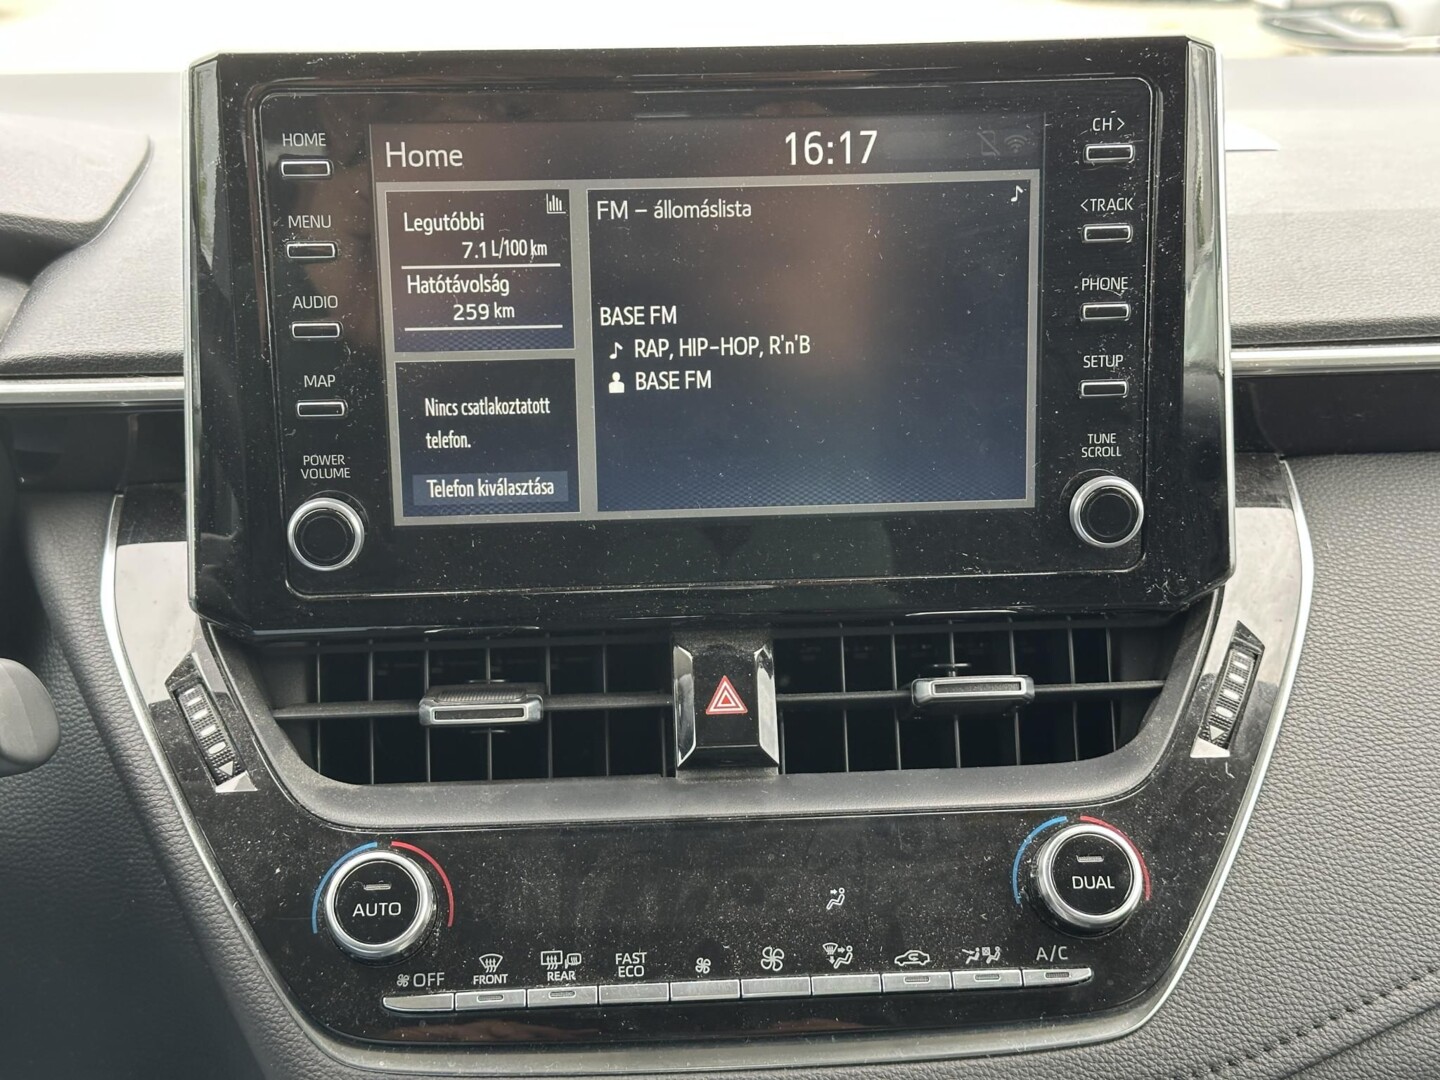 HOME
MENU
AUDIO
MAP
POWER
VOLUME
Home
16:17
Legutóbbi
7.1 L/100 km
Hatótávolság
259 km
Nincs csatlakoztatott
telefon.
Telefon kiválasztása
FM – állomáslista
BASE FM
RAP, HIP-HOP, R'n'B
BASE FM
CH >
<TRACK
PHONE
SETUP
TUNE
SCROLL
AUTO
DUAL
OFF
FRONT
REAR
FAST
ECO
A/C